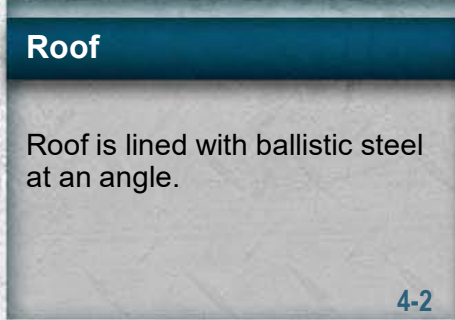 Roof
Roof is lined with ballistic steel
at an angle.
4-2